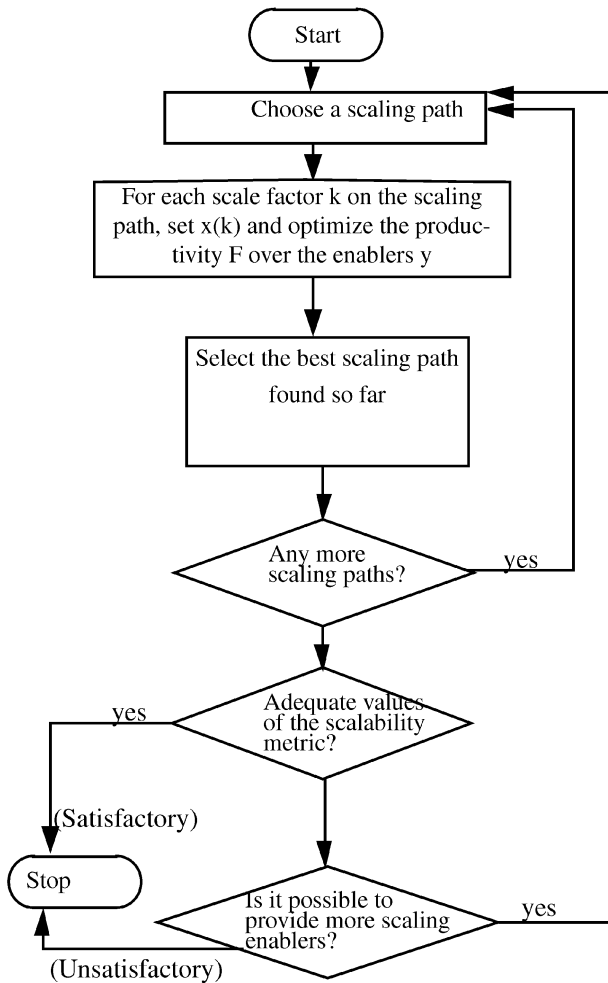 Start
Choose a scaling path
For each scale factor k on the scaling
path, set x(k) and optimize the produc-
tivity F over the enablers y
Select the best scaling path
found so far
Any more
scaling paths?
yes
Adequate values
of the scalability
metric?
yes
(Satisfactory)
Stop
Is it possible to
provide more scaling
enablers?
yes
(Unsatisfactory)